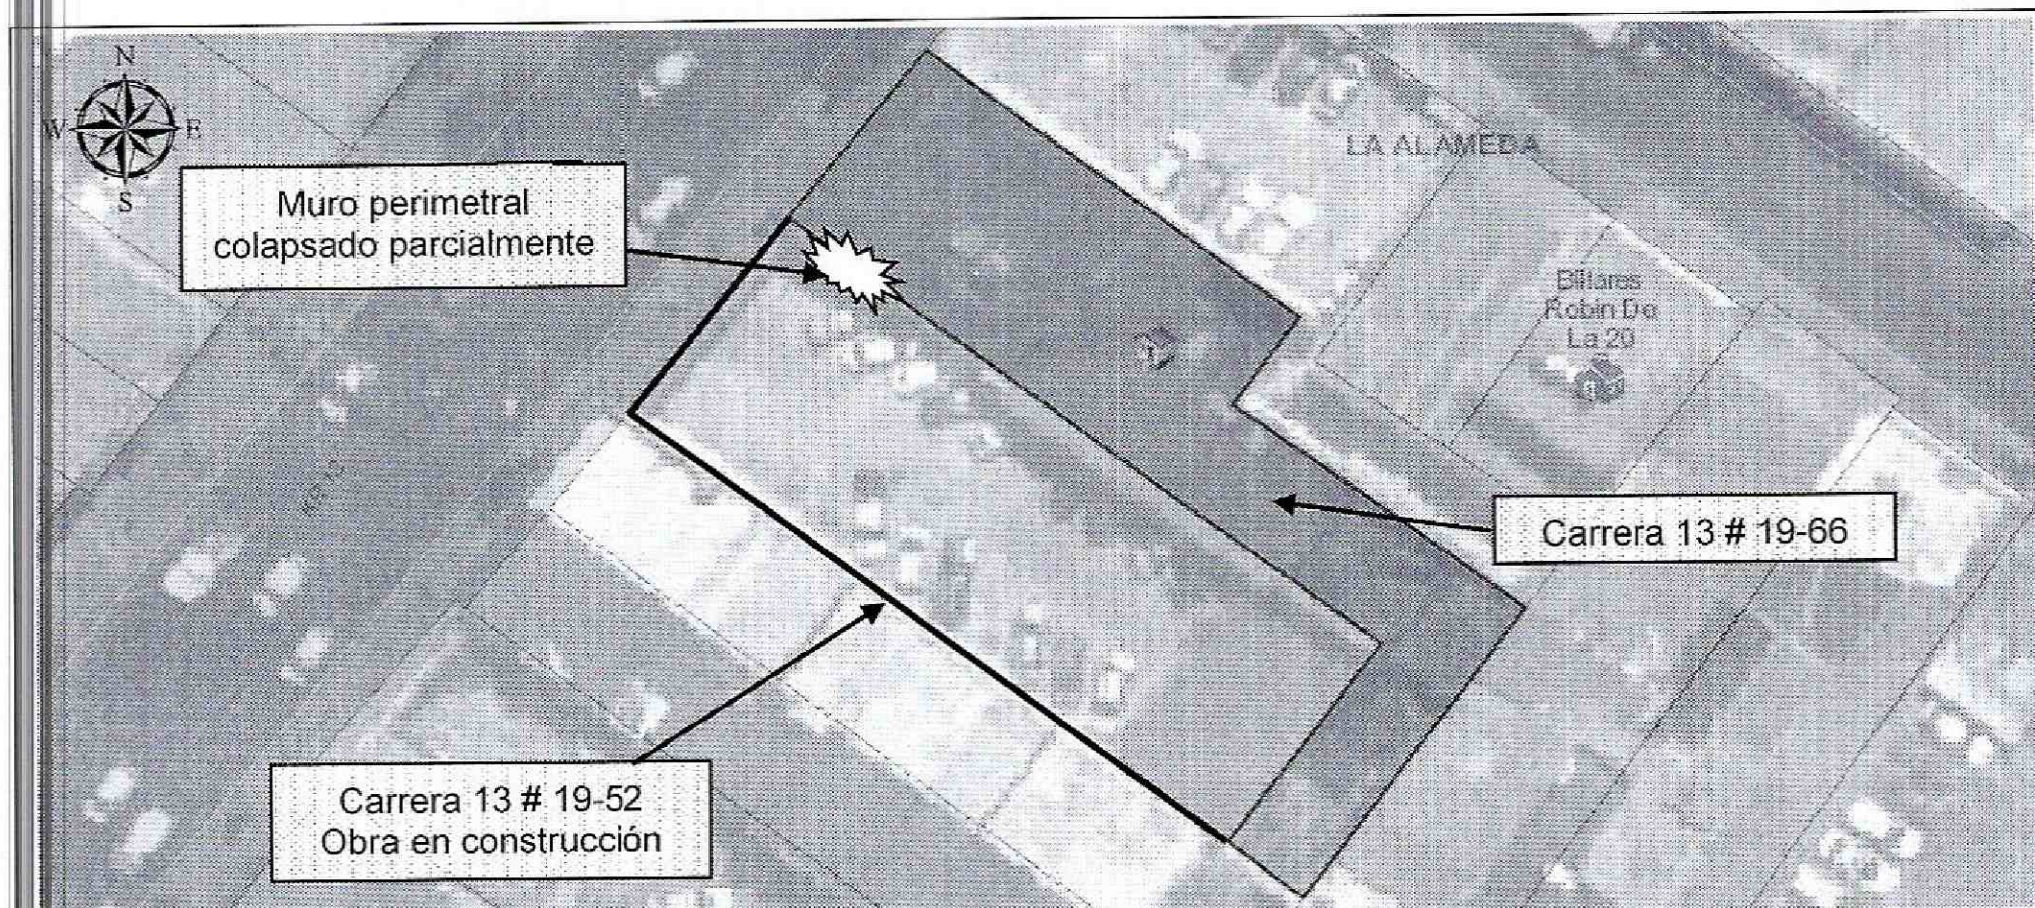 N
W E
S
Muro perimetral
colapsado parcialmente
LA ALAMEDA
Billares
Robin De
La 20
Carrera 13 # 19-66
Carrera 13 # 19-52
Obra en construcción